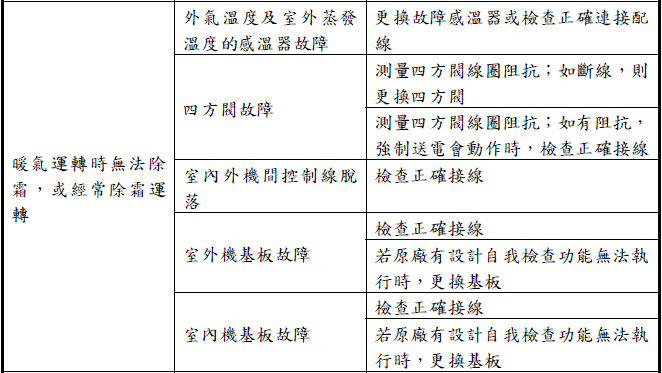 暖氣運轉時無法除
霜，或經常除霜運
轉
外氣溫度及室外蒸發
溫度的感溫器故障
更換故障感溫器或檢查正確連接配
線
四方閥故障
測量四方閥線圈阻抗；如斷線，則
更換四方閥
測量四方閥線圈阻抗；如有阻抗，
強制送電會動作時，檢查正確接線
室內外機間控制線脫
落
檢查正確接線
室外機基板故障
檢查正確接線
若原廠有設計自我檢查功能無法執
行時，更換基板
室內機基板故障
檢查正確接線
若原廠有設計自我檢查功能無法執
行時，更換基板